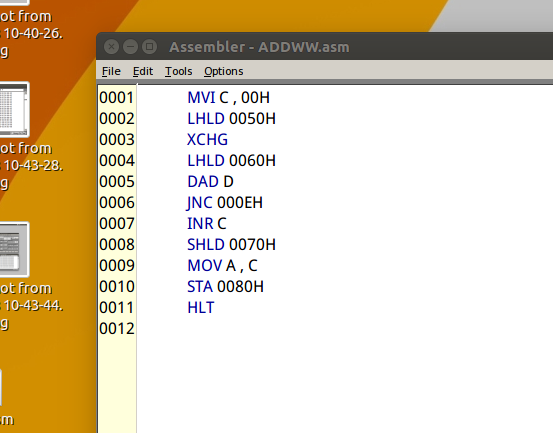 ot from
10-40-26.
g
Assembler - ADDWW.asm
File Edit Tools Options
0001 MVI C , 00H
0002 LHLD 0050H
0003 XCHG
0004 LHLD 0060H
0005 DAD D
0006 JNC 000EH
0007 INR C
0008 SHLD 0070H
0009 MOV A , C
0010 STA 0080H
0011 HLT
0012
ot from
10-43-28.
g
ot from
10-43-44.
g
sm